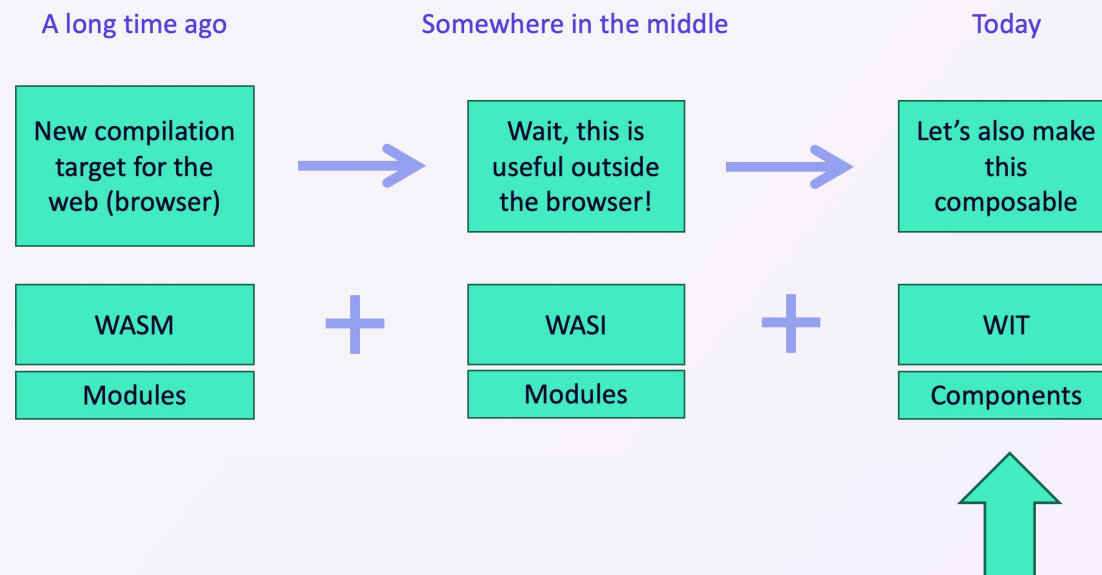 A long time ago
Somewhere in the middle
Today
New compilation
target for the
web (browser)
Wait, this is
useful outside
the browser!
Let's also make
this
composable
WASM
WASI
WIT
Modules
Modules
Components